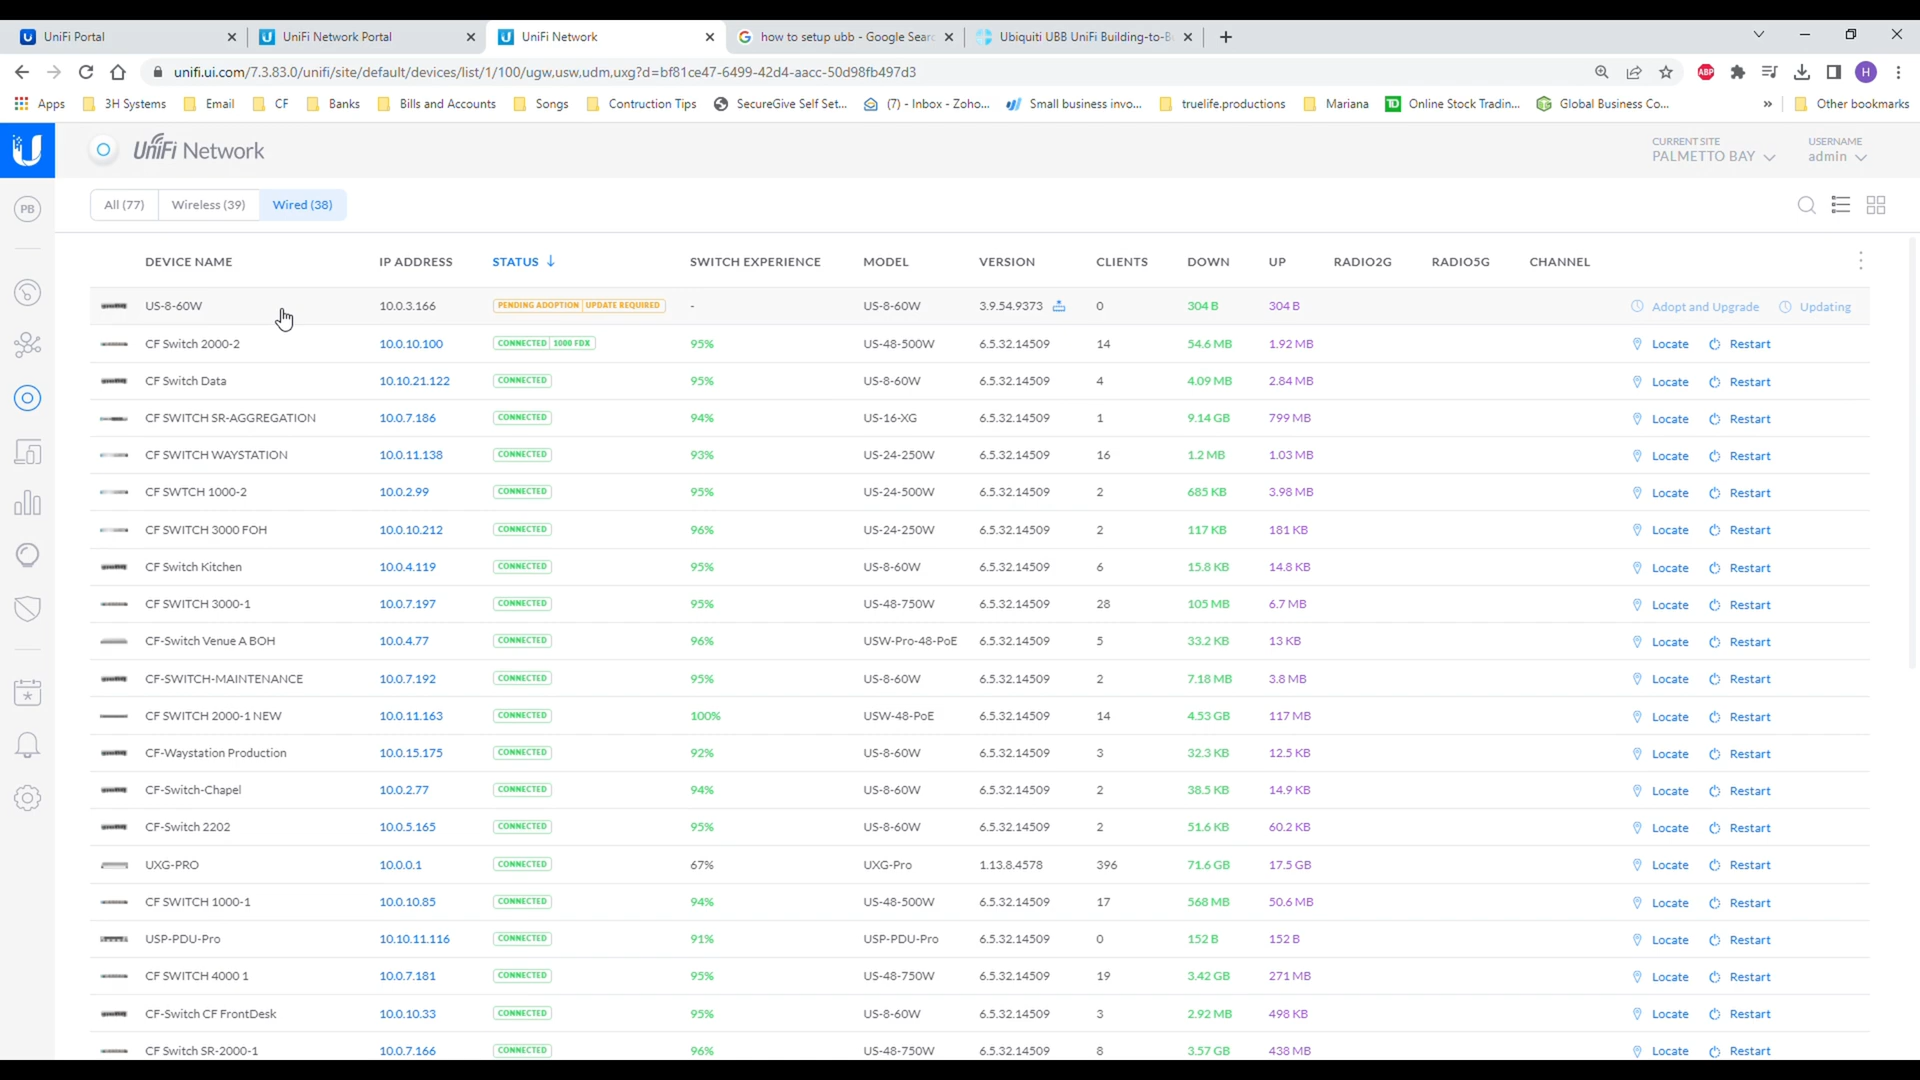 UniFi Portal
UniFi Network Portal
UniFi Network
how to setup ubb - Google Searc
Ubiquiti UBB UniFi Building-to-B
unifi.ui.com/7.3.83.0/unifi/site/default/devices/list/1/100/ugw,usw,udm,uxg?d=bf81ce47-6499-42d4-aacc-50d98fb497d3
ABP
H
Apps 3H Systems Email CF Banks Bills and Accounts Songs Contruction Tips SecureGive Self Set... (7) - Inbox - Zoho... Small business invo... truelife.productions Mariana TD Online Stock Tradin... Global Business Co... » Other bookmarks
UniFi Network
CURRENT SITE
PALMETTO BAY
USERNAME
admin
PB
All (77) Wireless (39) Wired (38)
DEVICE NAME IP ADDRESS STATUS SWITCH EXPERIENCE MODEL VERSION CLIENTS DOWN UP RADIO2G RADIO5G CHANNEL
US-8-60W 10.0.3.166 PENDING ADOPTION UPDATE REQUIRED - US-8-60W 3.9.54.9373 0 304 B 304 B Adopt and Upgrade Updating
CF Switch 2000-2 10.0.10.100 CONNECTED 1000 FDX 95% US-48-500W 6.5.32.14509 14 54.6 MB 1.92 MB Locate Restart
CF Switch Data 10.10.21.122 CONNECTED 95% US-8-60W 6.5.32.14509 4 4.09 MB 2.84 MB Locate Restart
CF SWITCH SR-AGGREGATION 10.0.7.186 CONNECTED 94% US-16-XG 6.5.32.14509 1 9.14 GB 799 MB Locate Restart
CF SWITCH WAYSTATION 10.0.11.138 CONNECTED 93% US-24-250W 6.5.32.14509 16 1.2 MB 1.03 MB Locate Restart
CF SWTCH 1000-2 10.0.2.99 CONNECTED 95% US-24-500W 6.5.32.14509 2 685 KB 3.98 MB Locate Restart
CF SWITCH 3000 FOH 10.0.10.212 CONNECTED 96% US-24-250W 6.5.32.14509 2 117 KB 181 KB Locate Restart
CF Switch Kitchen 10.0.4.119 CONNECTED 95% US-8-60W 6.5.32.14509 6 15.8 KB 14.8 KB Locate Restart
CF SWITCH 3000-1 10.0.7.197 CONNECTED 95% US-48-750W 6.5.32.14509 28 105 MB 6.7 MB Locate Restart
CF-Switch Venue A BOH 10.0.4.77 CONNECTED 96% USW-Pro-48-PoE 6.5.32.14509 5 33.2 KB 13 KB Locate Restart
CF-SWITCH-MAINTENANCE 10.0.7.192 CONNECTED 95% US-8-60W 6.5.32.14509 2 7.18 MB 3.8 MB Locate Restart
CF SWITCH 2000-1 NEW 10.0.11.163 CONNECTED 100% USW-48-PoE 6.5.32.14509 14 4.53 GB 117 MB Locate Restart
CF-Waystation Production 10.0.15.175 CONNECTED 92% US-8-60W 6.5.32.14509 3 32.3 KB 12.5 KB Locate Restart
CF-Switch-Chapel 10.0.2.77 CONNECTED 94% US-8-60W 6.5.32.14509 2 38.5 KB 14.9 KB Locate Restart
CF-Switch 2202 10.0.5.165 CONNECTED 95% US-8-60W 6.5.32.14509 2 51.6 KB 60.2 KB Locate Restart
UXG-PRO 10.0.0.1 CONNECTED 67% UXG-Pro 1.13.8.4578 396 71.6 GB 17.5 GB Locate Restart
CF SWITCH 1000-1 10.0.10.85 CONNECTED 94% US-48-500W 6.5.32.14509 17 568 MB 50.6 MB Locate Restart
USP-PDU-Pro 10.10.11.116 CONNECTED 91% USP-PDU-Pro 6.5.32.14509 0 152 B 152 B Locate Restart
CF SWITCH 4000 1 10.0.7.181 CONNECTED 95% US-48-750W 6.5.32.14509 19 3.42 GB 271 MB Locate Restart
CF-Switch CF FrontDesk 10.0.10.33 CONNECTED 95% US-8-60W 6.5.32.14509 3 2.92 MB 498 KB Locate Restart
CF Switch SR-2000-1 10.0.7.166 CONNECTED 96% US-48-750W 6.5.32.14509 8 3.57 GB 438 MB Locate Restart